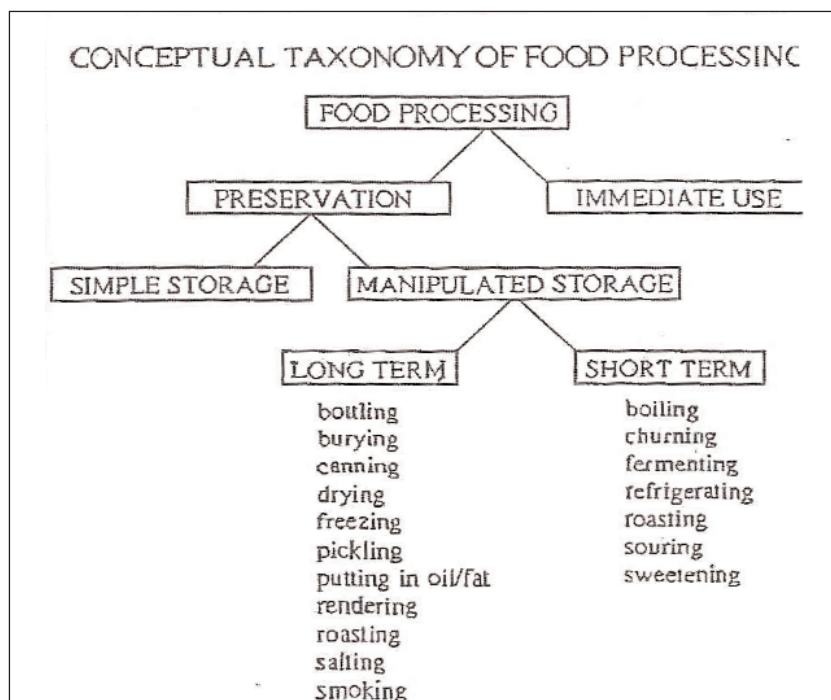 CONCEPTUAL TAXONOMY OF FOOD PROCESSING
FOOD PROCESSING
PRESERVATION
IMMEDIATE USE
SIMPLE STORAGE
MANIPULATED STORAGE
LONG TERM
SHORT TERM
bottling
burying
canning
drying
freezing
pickling
putting in oil/fat
rendering
roasting
salting
smoking
boiling
churning
fermenting
refrigerating
roasting
souring
sweetening